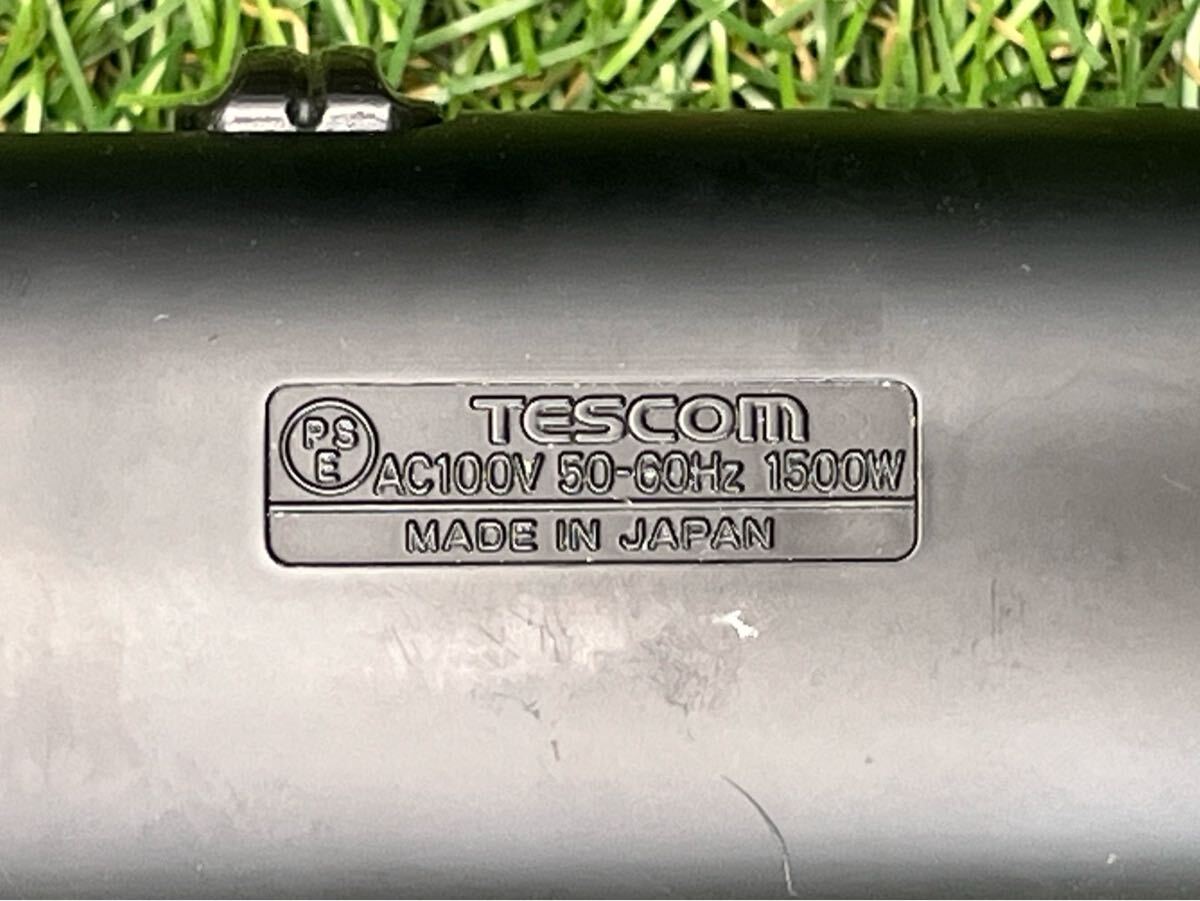 PS
E
TESCOM
AC100V 50-60Hz 1500W
MADE IN JAPAN